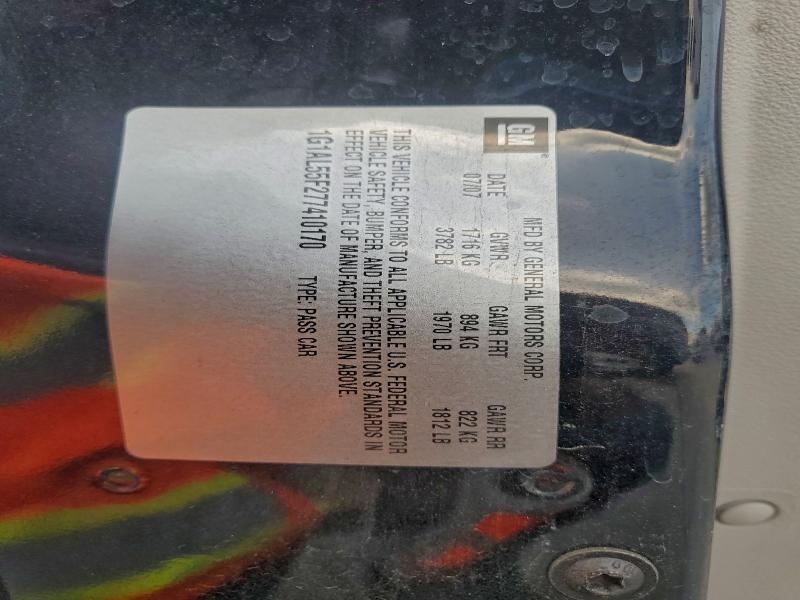 GM
MFD BY GENERAL MOTORS CORP.
DATE GVWR GAWR FRT GAWR RR
07/07 1716 KG 894 KG 822 KG
3782 LB 1970 LB 1812 LB
THIS VEHICLE CONFORMS TO ALL APPLICABLE U.S. FEDERAL MOTOR
VEHICLE SAFETY, BUMPER, AND THEFT PREVENTION STANDARDS IN
EFFECT ON THE DATE OF MANUFACTURE SHOWN ABOVE.
1G1AL55F277410170 TYPE: PASS CAR